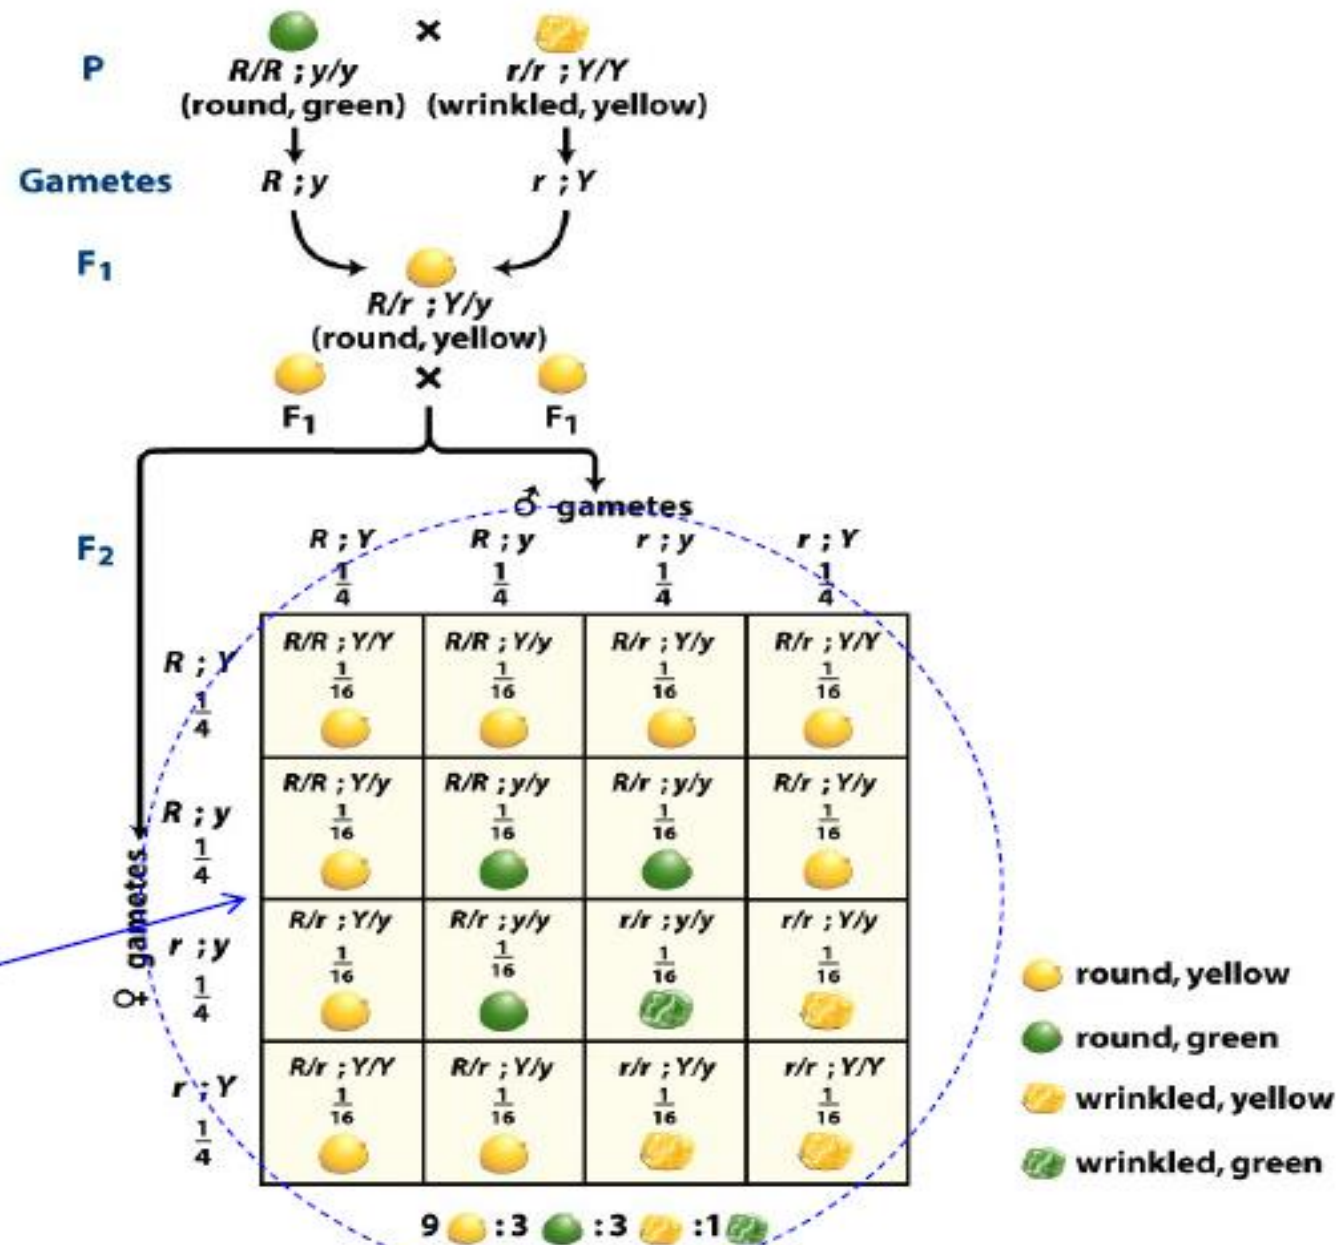 P
×
R/R ; y/y
r/r ; Y/Y
(round, green)
(wrinkled, yellow)
Gametes
R ; y
r ; Y
F1
R/r ; Y/y
(round, yellow)
×
F1
F1
♂ gametes
F2
R ; Y
R ; y
r ; y
r ; Y
1/4
1/4
1/4
1/4
♀ gametes
R ; Y
1/4
R/R ; Y/Y
R/R ; Y/y
R/r ; Y/y
R/r ; Y/Y
1/16
1/16
1/16
1/16
R ; y
1/4
R/R ; Y/y
R/R ; y/y
R/r ; y/y
R/r ; Y/y
1/16
1/16
1/16
1/16
r ; y
1/4
R/r ; Y/y
R/r ; y/y
r/r ; y/y
r/r ; Y/y
1/16
1/16
1/16
1/16
r ; Y
1/4
R/r ; Y/Y
R/r ; Y/y
r/r ; Y/y
r/r ; Y/Y
1/16
1/16
1/16
1/16
9 :3 :3 :1
round, yellow
round, green
wrinkled, yellow
wrinkled, green